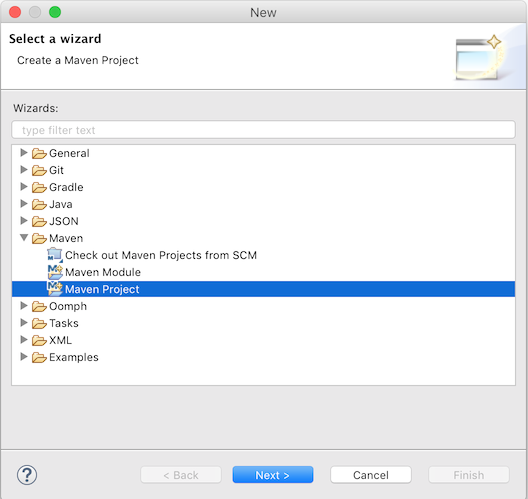 New
Select a wizard
Create a Maven Project
Wizards:
type filter text
General
Git
Gradle
Java
JSON
Maven
Check out Maven Projects from SCM
Maven Module
Maven Project
Oomph
Tasks
XML
Examples
? < Back Next > Cancel Finish